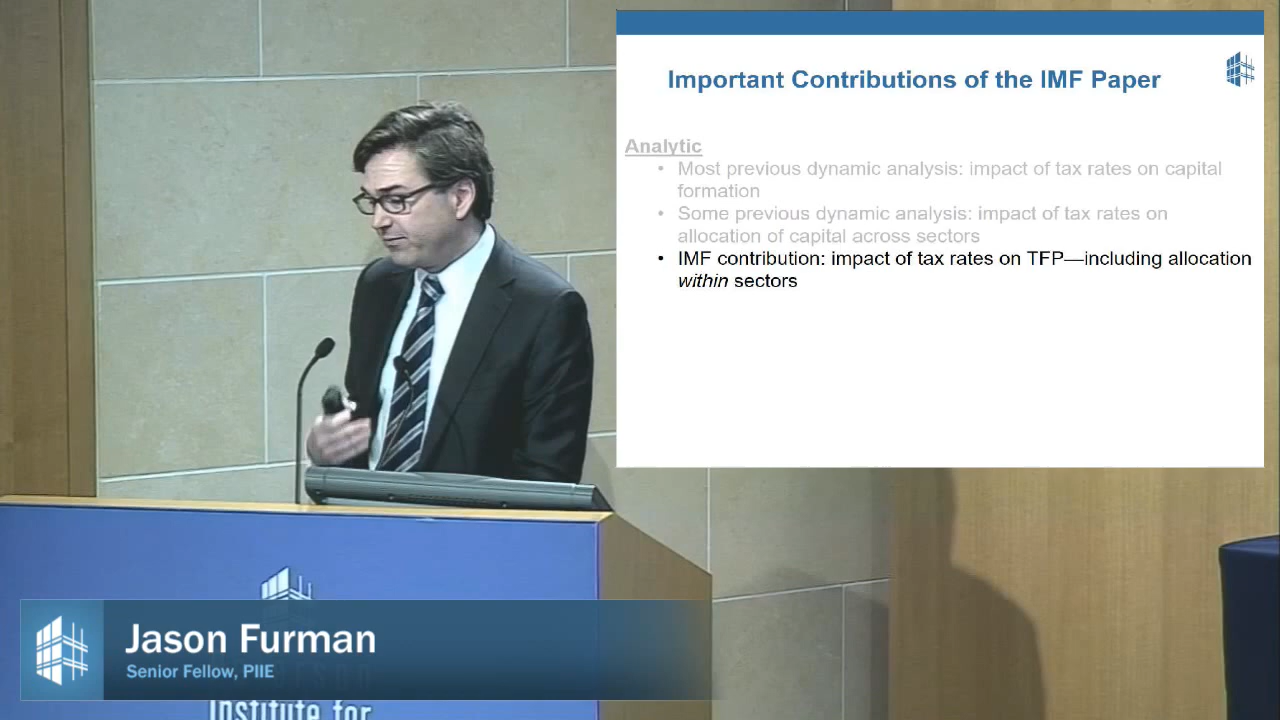 Important Contributions of the IMF Paper
Analytic
• Most previous dynamic analysis: impact of tax rates on capital
formation
• Some previous dynamic analysis: impact of tax rates on
allocation of capital across sectors
• IMF contribution: impact of tax rates on TFP—including allocation
within sectors
Jason Furman
Senior Fellow, PIIE
Institute for